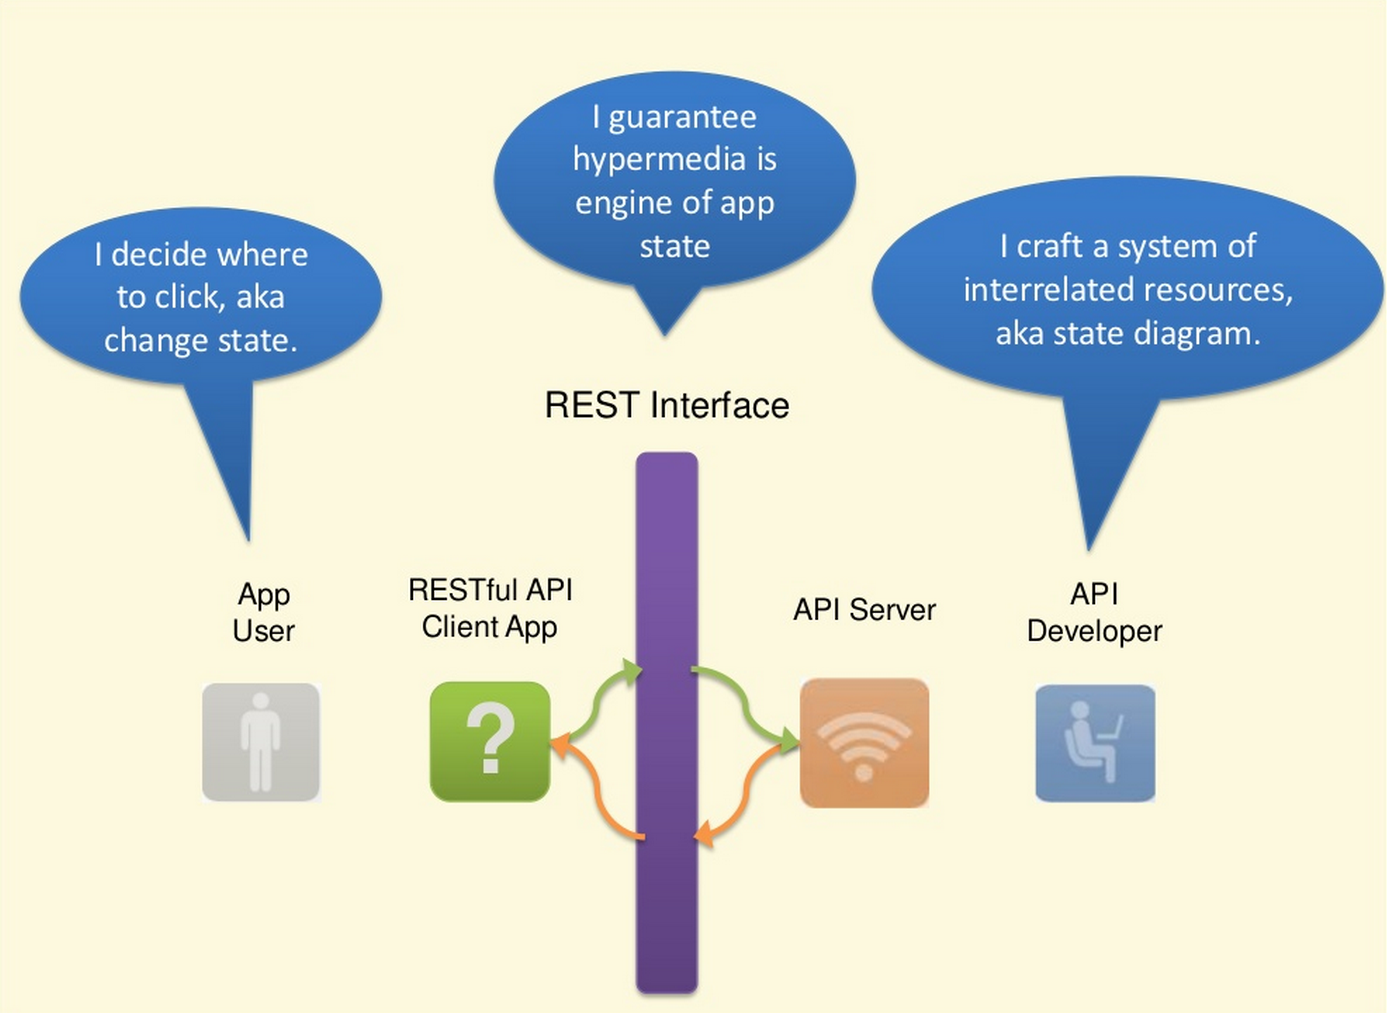 I guarantee
hypermedia is
engine of app
state
I decide where
to click, aka
change state.
I craft a system of
interrelated resources,
aka state diagram.
REST Interface
App
User
RESTful API
Client App
API Server
API
Developer
?